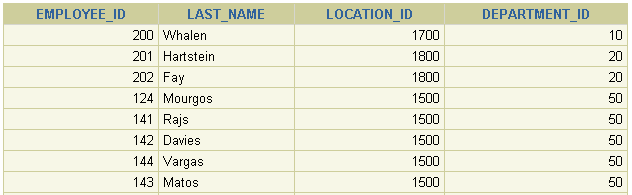 EMPLOYEE_ID LAST_NAME LOCATION_ID DEPARTMENT_ID
200 Whalen 1700 10
201 Hartstein 1800 20
202 Fay 1800 20
124 Mourgos 1500 50
141 Rajs 1500 50
142 Davies 1500 50
144 Vargas 1500 50
143 Matos 1500 50